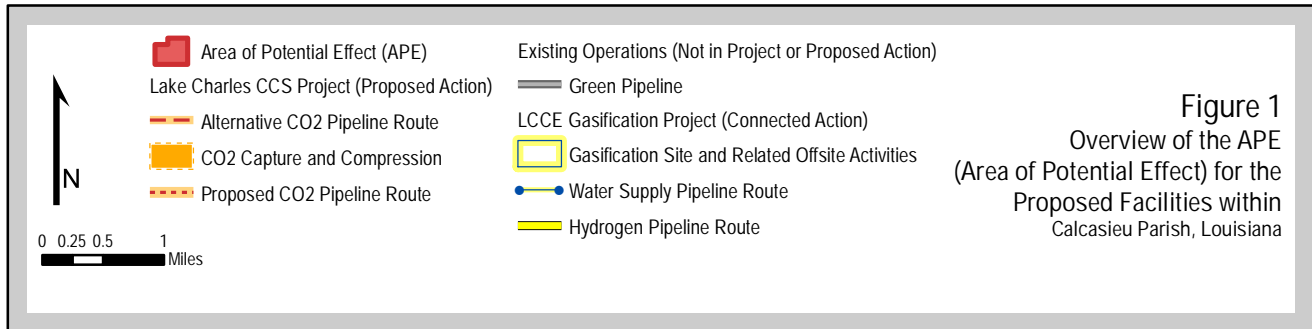 Area of Potential Effect (APE)
Lake Charles CCS Project (Proposed Action)
Alternative CO2 Pipeline Route
CO2 Capture and Compression
Proposed CO2 Pipeline Route
N
0 0.25 0.5 1
Miles
Existing Operations (Not in Project or Proposed Action)
Green Pipeline
LCCE Gasification Project (Connected Action)
Gasification Site and Related Offsite Activities
Water Supply Pipeline Route
Hydrogen Pipeline Route
Figure 1
Overview of the APE
(Area of Potential Effect) for the
Proposed Facilities within
Calcasieu Parish, Louisiana